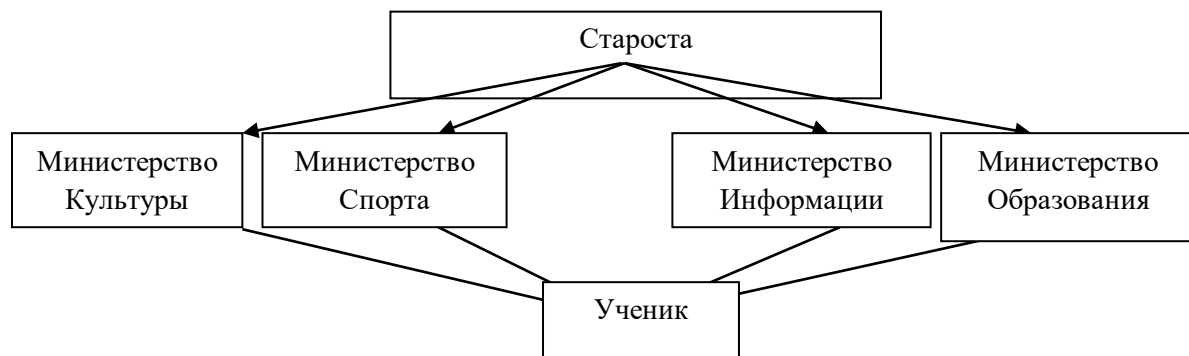 Староста
Министерство
Культуры
Министерство
Спорта
Министерство
Информации
Министерство
Образования
Ученик